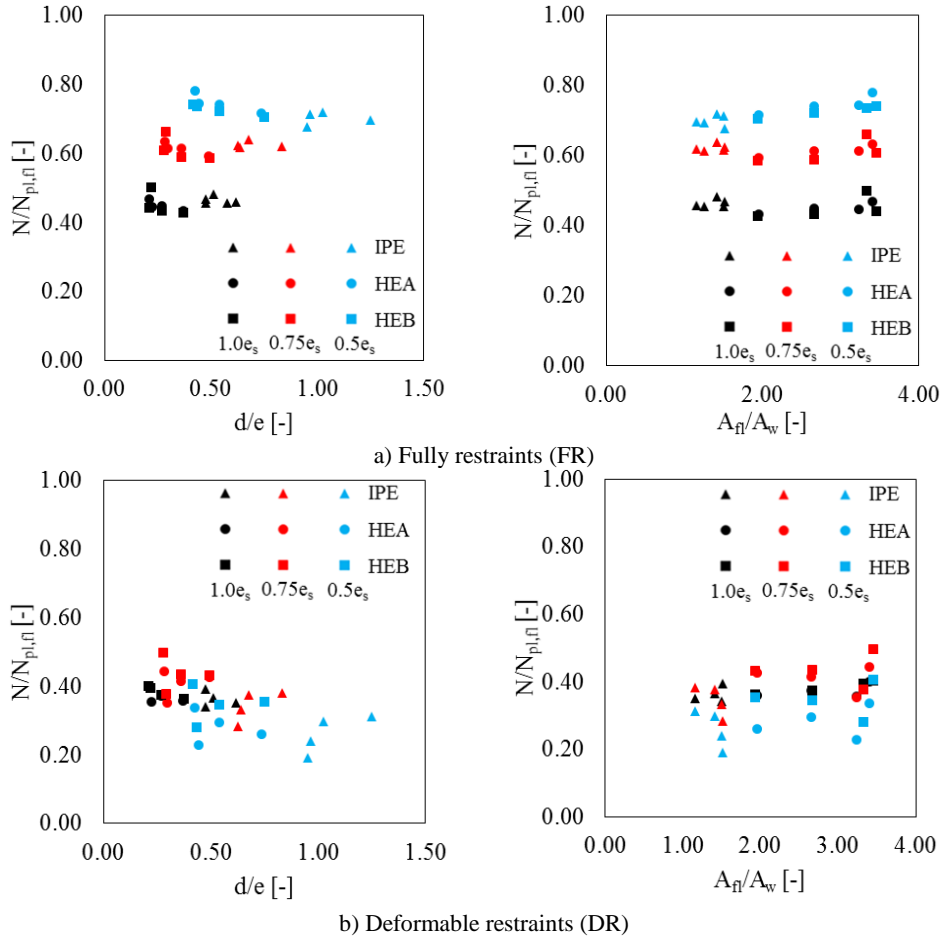 1.00
0.80
0.60
0.40
0.20
0.00
N/Npl,fl [-]
IPE
HEA
HEB
1.0es 0.75es 0.5es
0.00 0.50 1.00 1.50
d/e [-]
1.00
0.80
0.60
0.40
0.20
0.00
N/Npl,fl [-]
IPE
HEA
HEB
1.0es 0.75es 0.5es
0.00 2.00 4.00
Afl/Aw [-]
a) Fully restraints (FR)
1.00
0.80
0.60
0.40
0.20
0.00
N/Npl,fl [-]
IPE
HEA
HEB
1.0es 0.75es 0.5es
0.00 0.50 1.00 1.50
d/e [-]
1.00
0.80
0.60
0.40
0.20
0.00
N/Npl,fl [-]
IPE
HEA
HEB
1.0es 0.75es 0.5es
0.00 1.00 2.00 3.00 4.00
Afl/Aw [-]
b) Deformable restraints (DR)